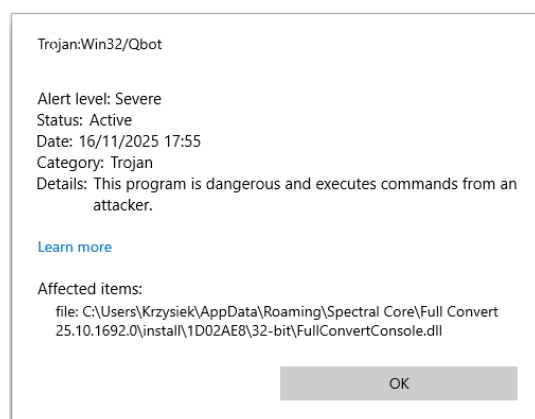 Trojan:Win32/Qbot
Alert level: Severe
Status: Active
Date: 16/11/2025 17:55
Category: Trojan
Details: This program is dangerous and executes commands from an
attacker.
Learn more
Affected items:
file: C:\Users\Krzysiek\AppData\Roaming\Spectral Core\Full Convert
25.10.1692.0\install\1D02AE8\32-bit\FullConvertConsole.dll
OK